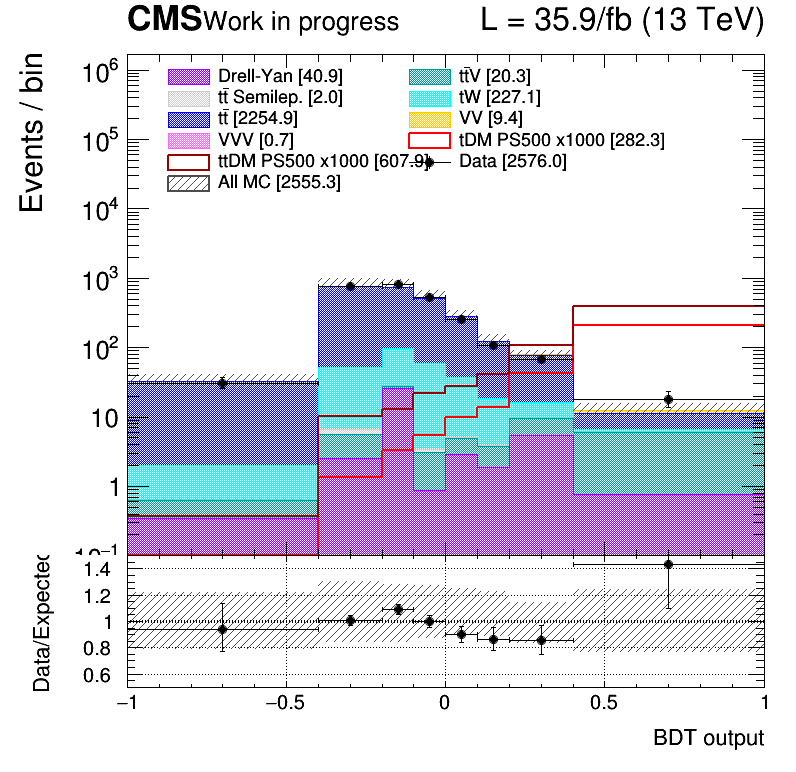 CMS Work in progress L = 35.9/fb (13 TeV)
Events / bin
10⁶
10⁵
10⁴
10³
10²
10
1
10⁻¹
Drell-Yan [40.9]
tt̄V [20.3]
tt̄ Semilep. [2.0]
tW [227.1]
tt̄ [2254.9]
VV [9.4]
VVV [0.7]
tDM PS500 x1000 [282.3]
ttDM PS500 x1000 [607.9]
Data [2576.0]
All MC [2555.3]
Data/Expected
1.4
1.2
1
0.8
0.6
−1 −0.5 0 0.5 1
BDT output